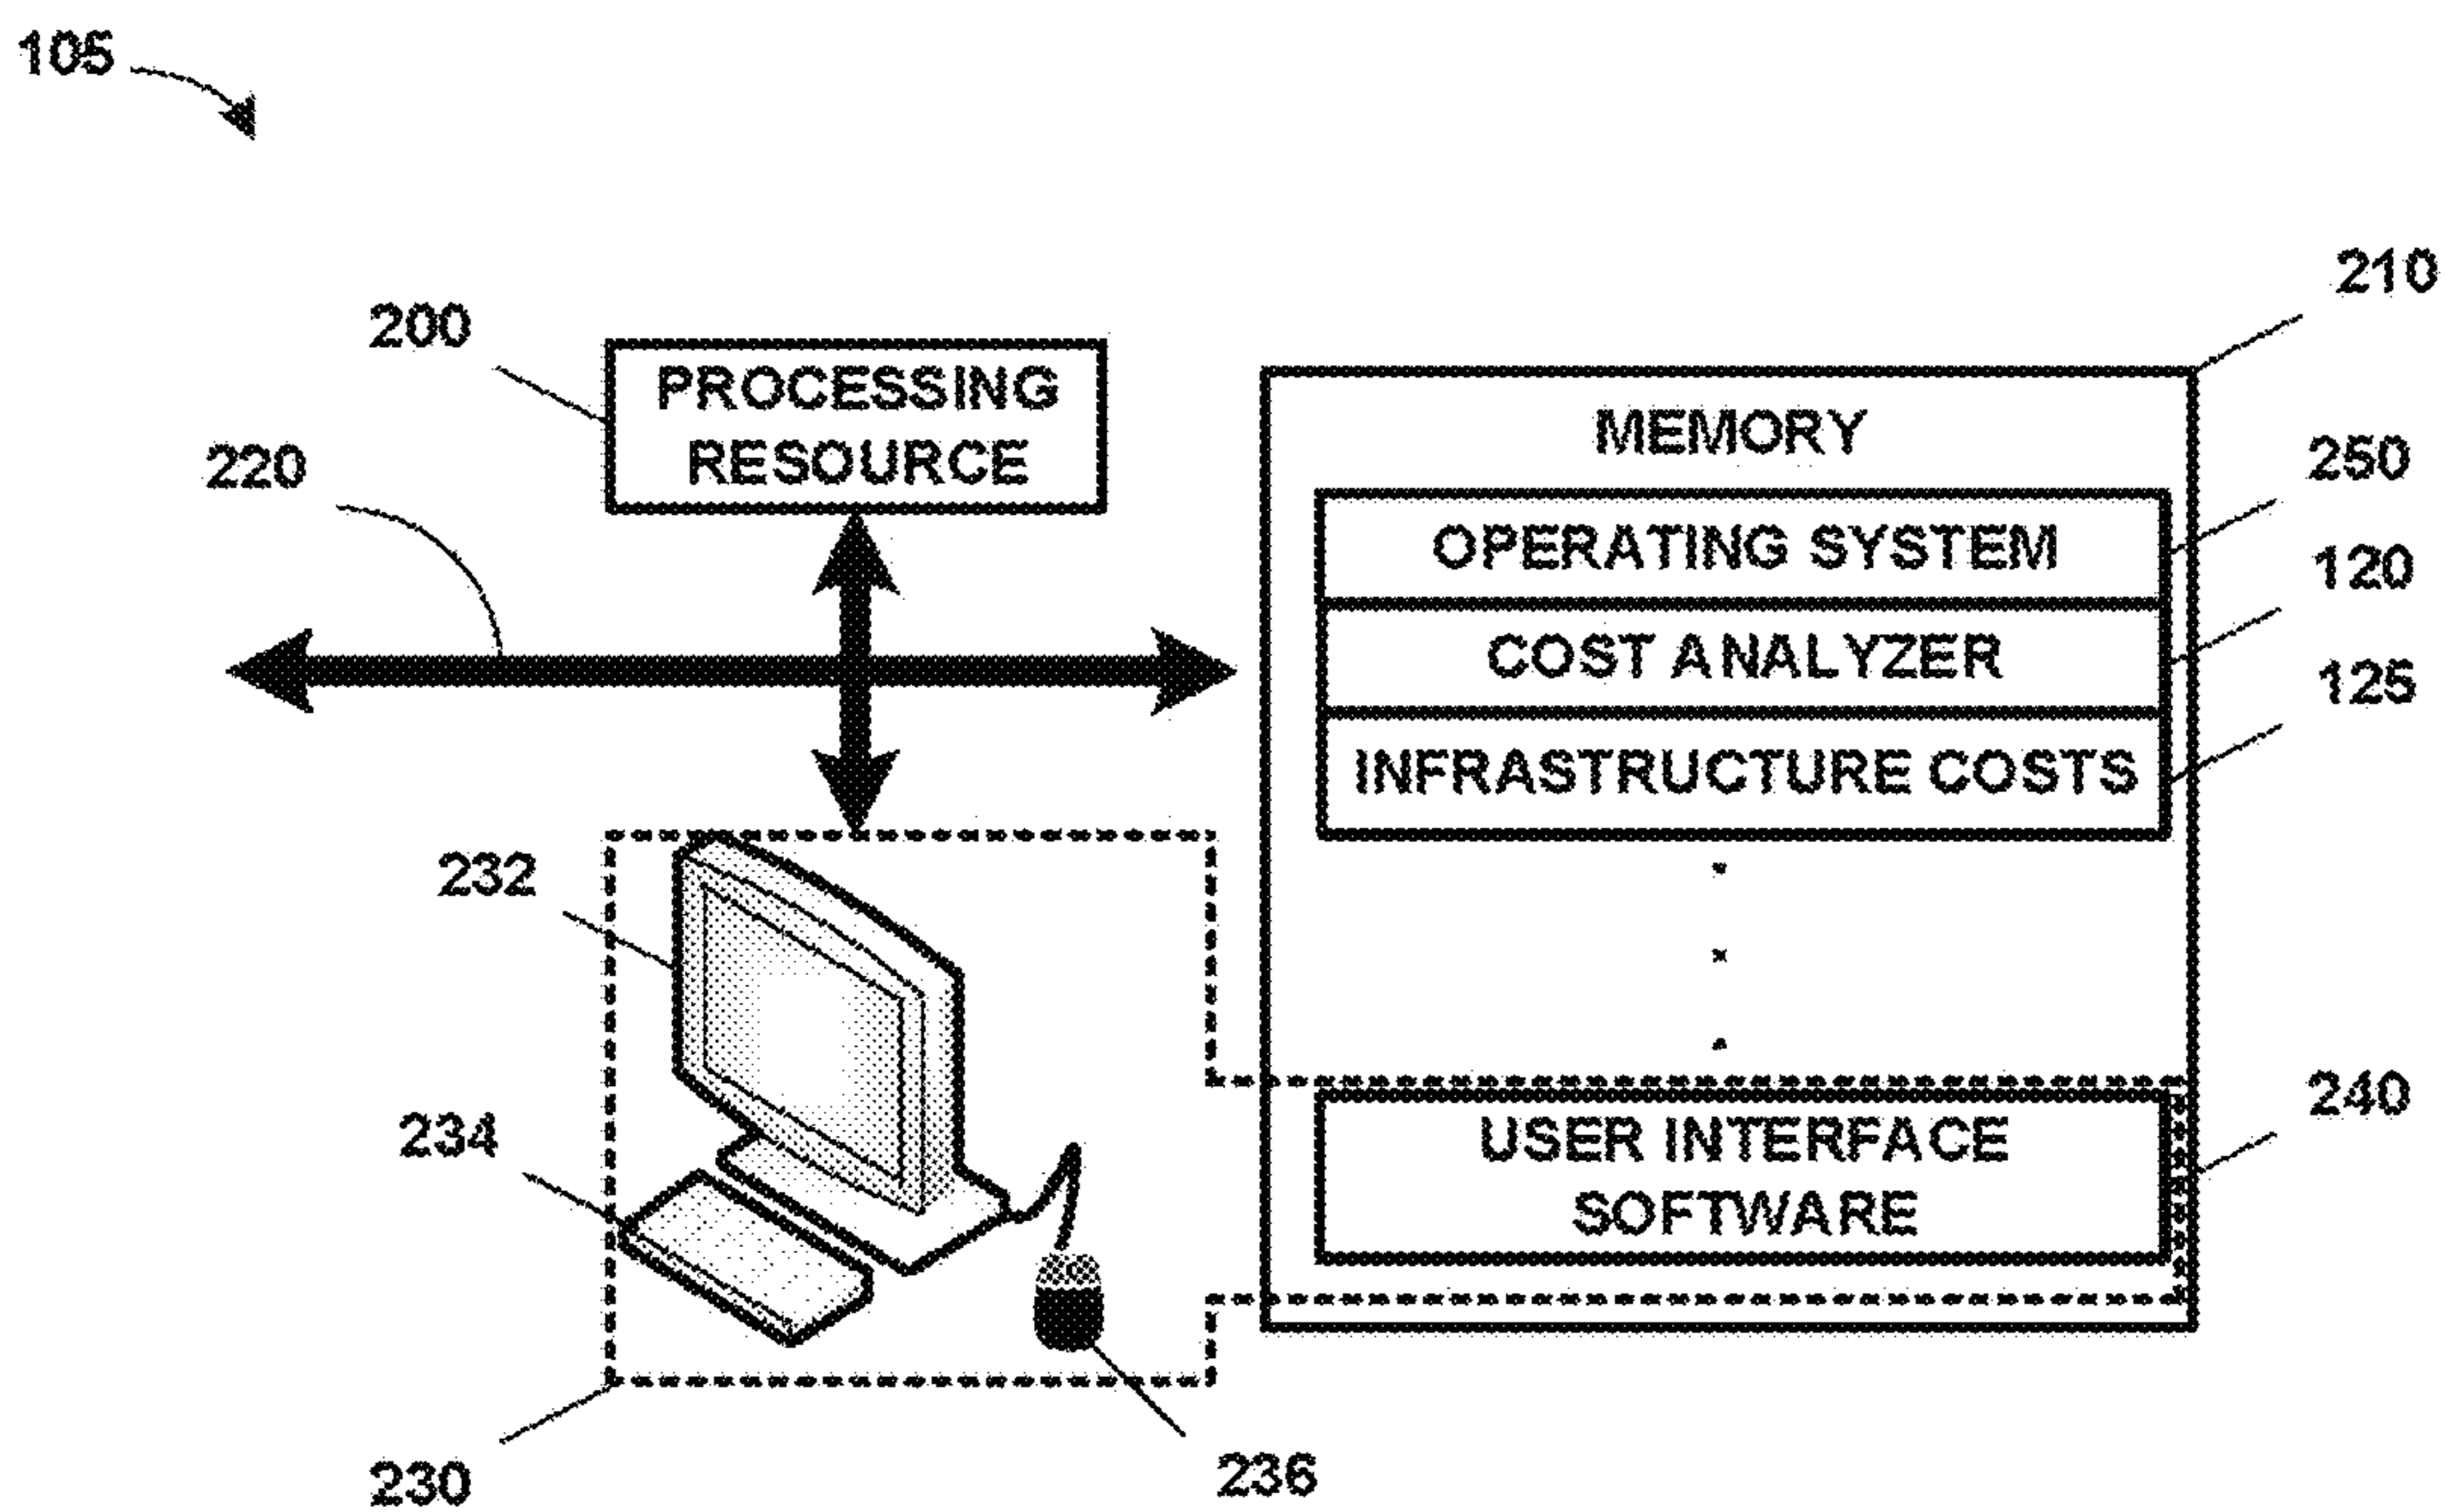 105
210
200
PROCESSING
RESOURCE
MEMORY
250
220
OPERATING SYSTEM
120
COST ANALYZER
125
INFRASTRUCTURE COSTS
232
240
234
USER INTERFACE
SOFTWARE
230
236